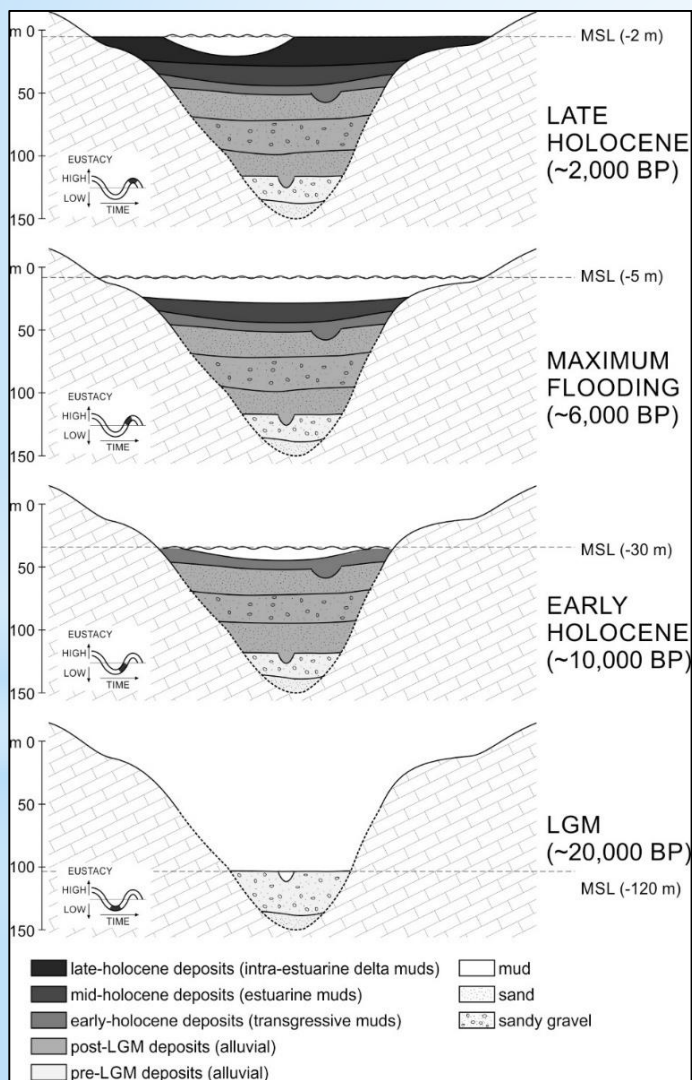 m 0
50
100
150
EUSTACY
HIGH
LOW
TIME
MSL (-2 m)
LATE
HOLOCENE
(~2,000 BP)
m 0
50
100
150
EUSTACY
HIGH
LOW
TIME
MSL (-5 m)
MAXIMUM
FLOODING
(~6,000 BP)
m 0
50
100
150
EUSTACY
HIGH
LOW
TIME
MSL (-30 m)
EARLY
HOLOCENE
(~10,000 BP)
m 0
50
100
150
EUSTACY
HIGH
LOW
TIME
LGM
(~20,000 BP)
MSL (-120 m)
late-holocene deposits (intra-estuarine delta muds)
mid-holocene deposits (estuarine muds)
early-holocene deposits (transgressive muds)
post-LGM deposits (alluvial)
pre-LGM deposits (alluvial)
mud
sand
sandy gravel